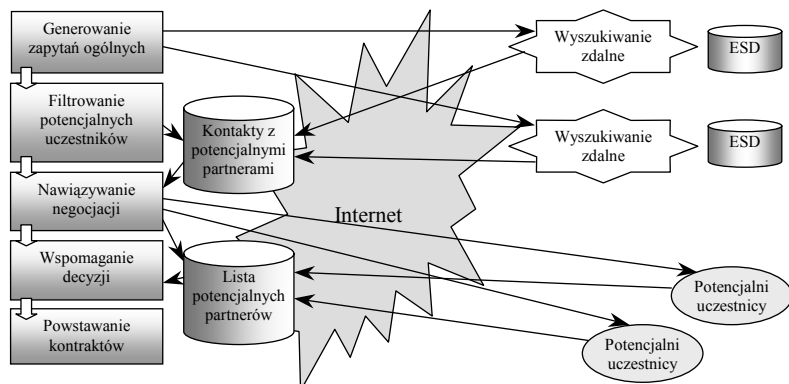 Generowanie
zapytań ogólnych
Filtrowanie
potencjalnych
uczestników
Nawiązywanie
negocjacji
Wspomaganie
decyzji
Powstawanie
kontraktów
Kontakty z
potencjalnymi
partnerami
Lista
potencjalnych
partnerów
Internet
Wyszukiwanie
zdalne
ESD
Wyszukiwanie
zdalne
ESD
Potencjalni
uczestnicy
Potencjalni
uczestnicy